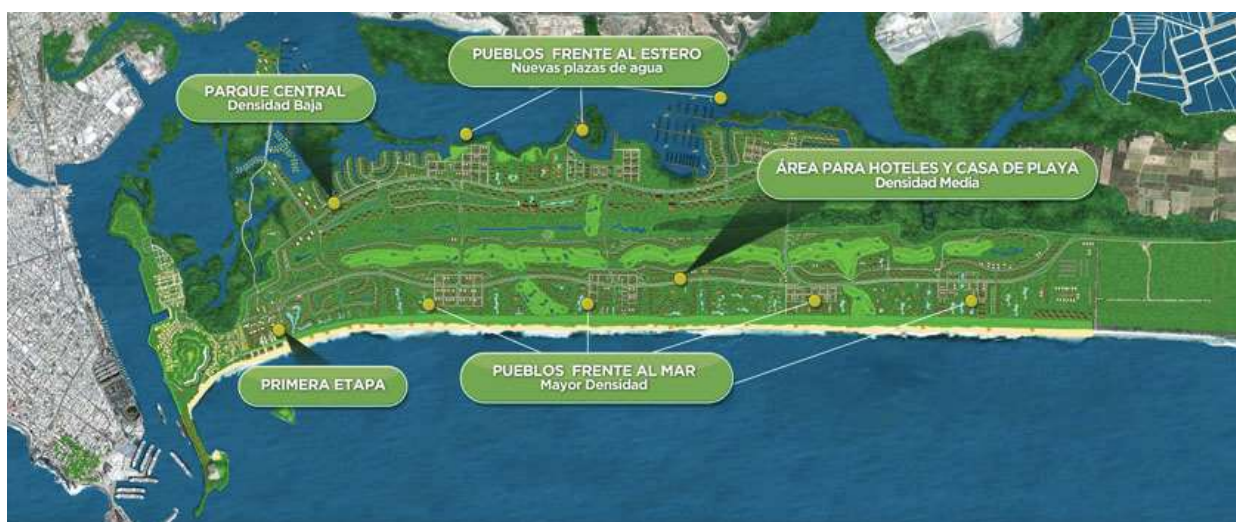 PUEBLOS FRENTE AL ESTERO
Nuevas plazas de agua
PARQUE CENTRAL
Densidad Baja
ÁREA PARA HOTELES Y CASA DE PLAYA
Densidad Media
PUEBLOS FRENTE AL MAR
Mayor Densidad
PRIMERA ETAPA